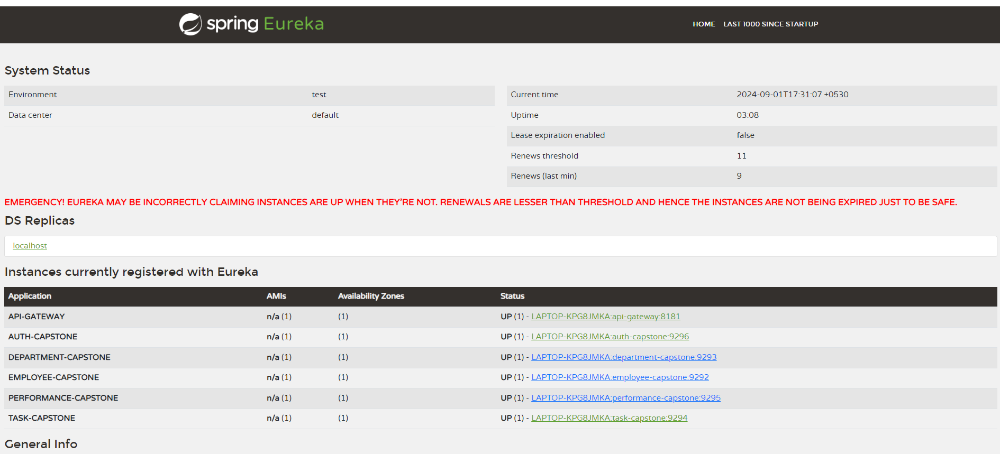 spring Eureka
HOME LAST 1000 SINCE STARTUP
System Status
Environment test
Data center default
Current time 2024-09-01T17:31:07 +0530
Uptime 03:08
Lease expiration enabled false
Renews threshold 11
Renews (last min) 9
EMERGENCY! EUREKA MAY BE INCORRECTLY CLAIMING INSTANCES ARE UP WHEN THEY'RE NOT. RENEWALS ARE LESSER THAN THRESHOLD AND HENCE THE INSTANCES ARE NOT BEING EXPIRED JUST TO BE SAFE.
DS Replicas
localhost
Instances currently registered with Eureka
Application AMIs Availability Zones Status
API-GATEWAY n/a (1) (1) UP (1) - LAPTOP-KPG8JMKA:api-gateway:8181
AUTH-CAPSTONE n/a (1) (1) UP (1) - LAPTOP-KPG8JMKA:auth-capstone:9296
DEPARTMENT-CAPSTONE n/a (1) (1) UP (1) - LAPTOP-KPG8JMKA:department-capstone:9293
EMPLOYEE-CAPSTONE n/a (1) (1) UP (1) - LAPTOP-KPG8JMKA:employee-capstone:9292
PERFORMANCE-CAPSTONE n/a (1) (1) UP (1) - LAPTOP-KPG8JMKA:performance-capstone:9295
TASK-CAPSTONE n/a (1) (1) UP (1) - LAPTOP-KPG8JMKA:task-capstone:9294
General Info